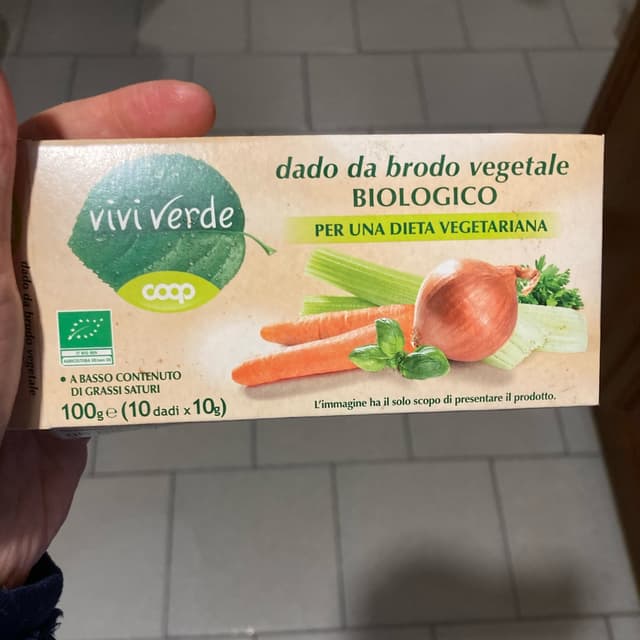 vivi verde
coop
dado da brodo vegetale
BIOLOGICO
PER UNA DIETA VEGETARIANA
• A BASSO CONTENUTO
DI GRASSI SATURI
100g e (10 dadi x 10g)
L'immagine ha il solo scopo di presentare il prodotto.
dado da brodo vegetale